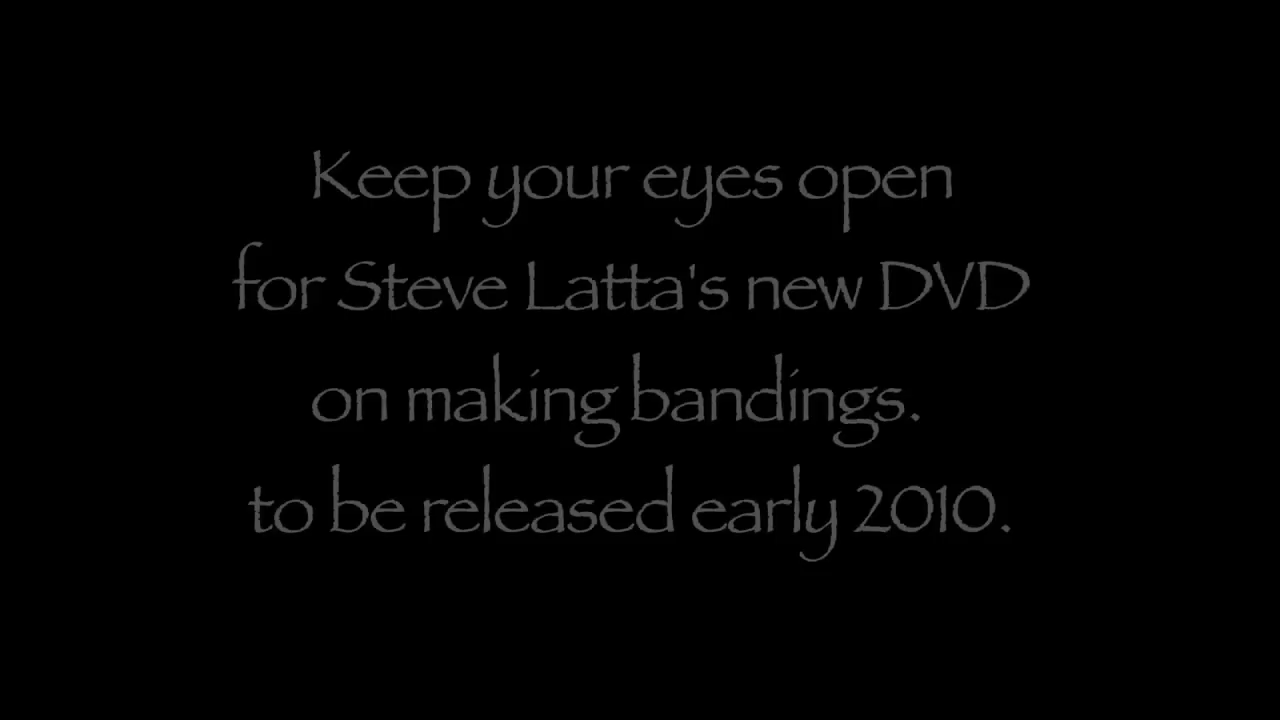 Keep your eyes open
for Steve Latta's new DVD
on making bandings.
to be released early 2010.